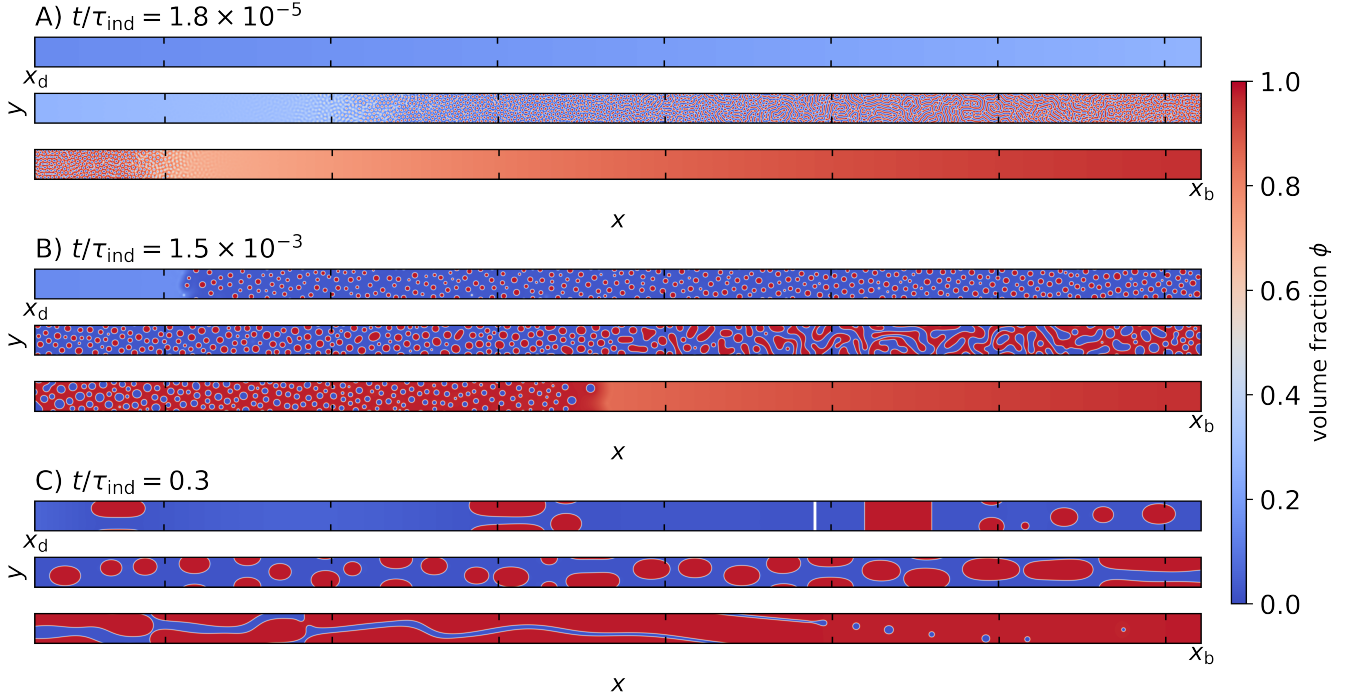 A) t/τ_ind = 1.8 × 10⁻⁵
x_d
y
x_b
x
B) t/τ_ind = 1.5 × 10⁻³
x_d
y
x_b
x
C) t/τ_ind = 0.3
x_d
y
x_b
x
1.0
0.8
0.6
0.4
0.2
0.0
volume fraction ϕ